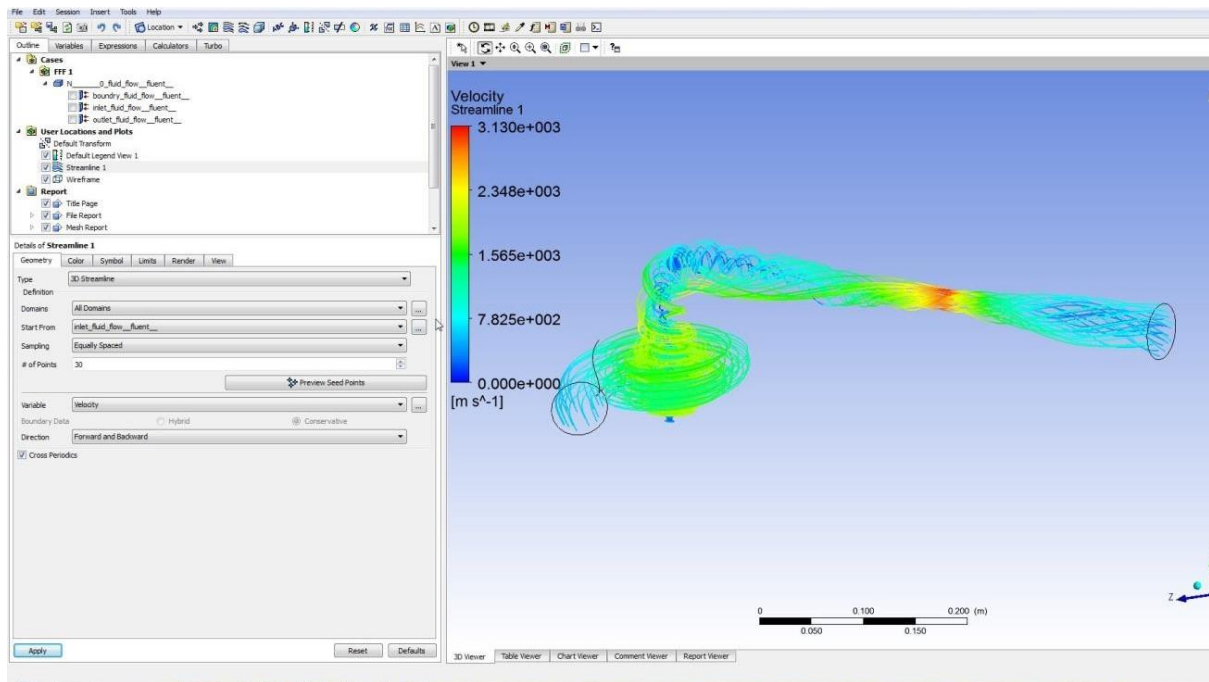 File Edit Session Insert Tools Help
Location
Outline Variables Expressions Calculators Turbo
Cases
FFF 1
N______0_fluid_flow__fluent__
boundry_fluid_flow__fluent__
inlet_fluid_flow__fluent__
outlet_fluid_flow__fluent__
User Locations and Plots
Default Transform
Default Legend View 1
Streamline 1
Wireframe
Report
Title Page
File Report
Mesh Report
Details of Streamline 1
Geometry Color Symbol Limits Render View
Type 3D Streamline
Definition
Domains All Domains ...
Start From inlet_fluid_flow__fluent__ ...
Sampling Equally Spaced
# of Points 30
Preview Seed Points
Variable Velocity ...
Boundary Data Hybrid Conservative
Direction Forward and Backward
Cross Periodics
Apply Reset Defaults
View 1
Velocity
Streamline 1
3.130e+003
2.348e+003
1.565e+003
7.825e+002
0.000e+000
[m s^-1]
Z
0 0.100 0.200 (m)
0.050 0.150
3D Viewer Table Viewer Chart Viewer Comment Viewer Report Viewer